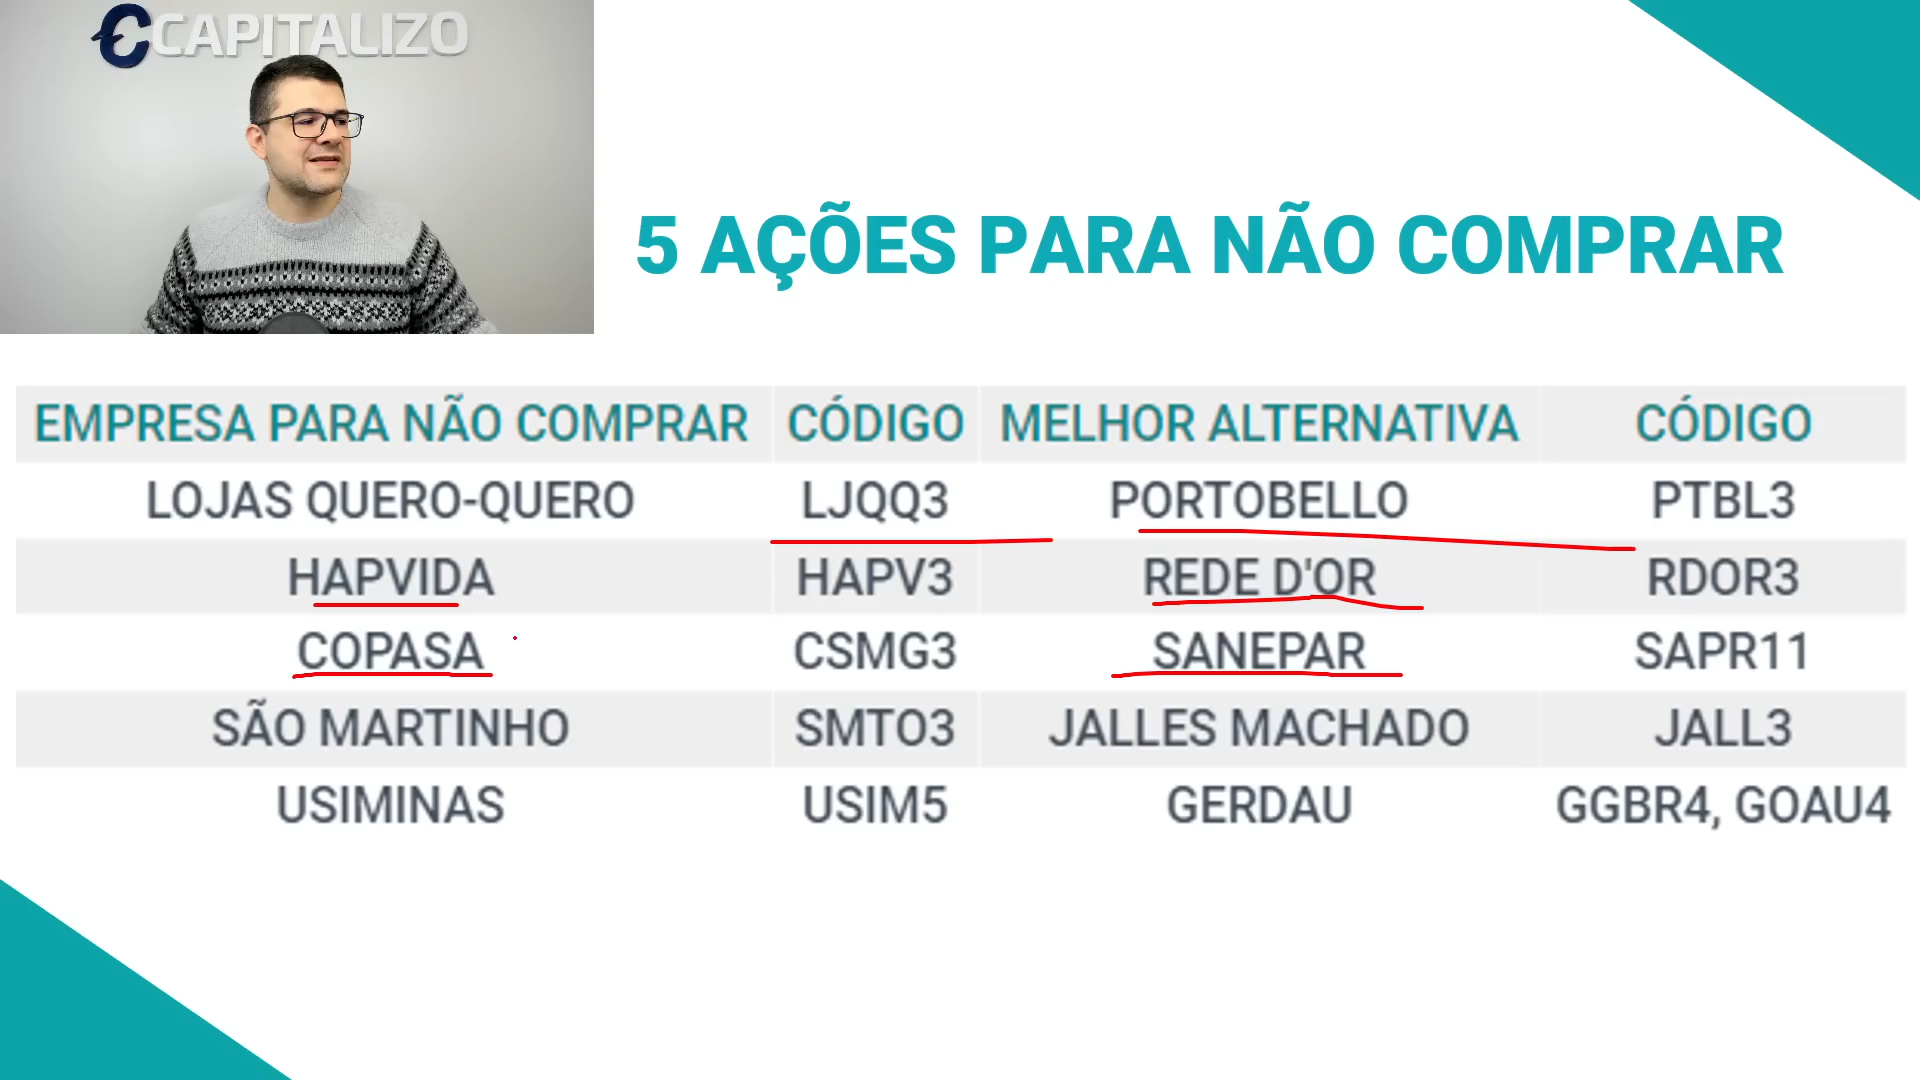 CAPITALIZO
5 AÇÕES PARA NÃO COMPRAR
EMPRESA PARA NÃO COMPRAR CÓDIGO MELHOR ALTERNATIVA CÓDIGO
LOJAS QUERO-QUERO LJQQ3 PORTOBELLO PTBL3
HAPVIDA HAPV3 REDE D'OR RDOR3
COPASA CSMG3 SANEPAR SAPR11
SÃO MARTINHO SMTO3 JALLES MACHADO JALL3
USIMINAS USIM5 GERDAU GGBR4, GOAU4